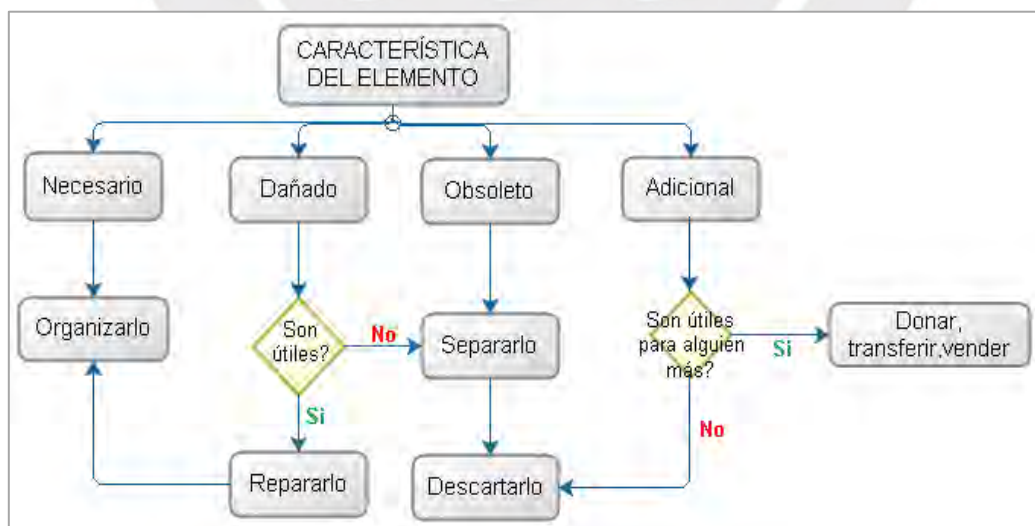 CARACTERÍSTICA
DEL ELEMENTO
Necesario
Dañado
Obsoleto
Adicional
Organizarlo
Son
útiles?
No
Separarlo
Son útiles
para alguién
más?
Si
Donar,
transferir,vender
Si
No
Repararlo
Descartarlo